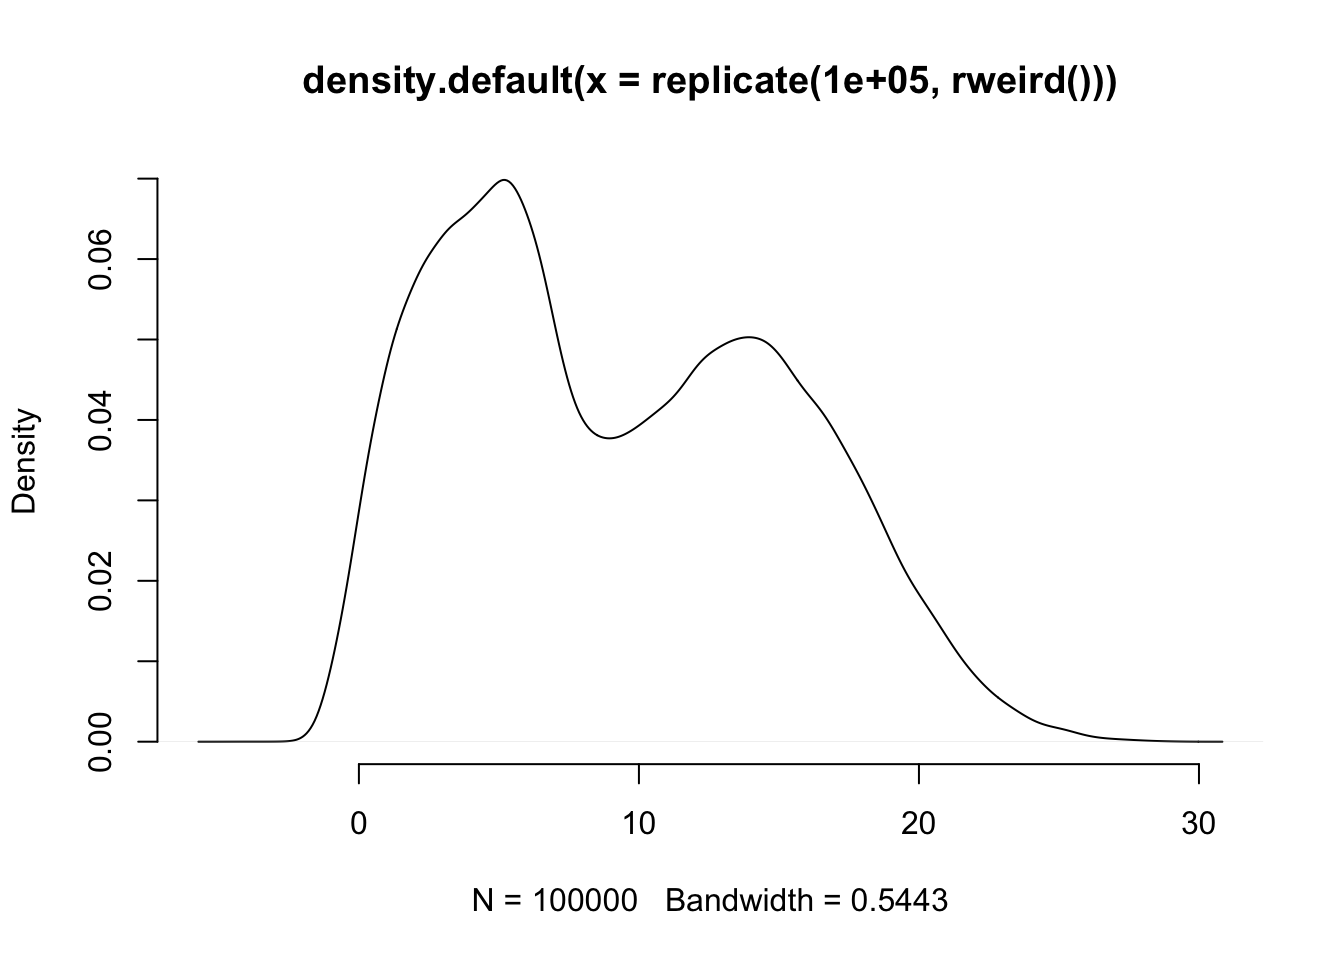 density.default(x = replicate(1e+05, rweird()))
Density
0.06
0.04
0.02
0.00
0 10 20 30
N = 100000 Bandwidth = 0.5443